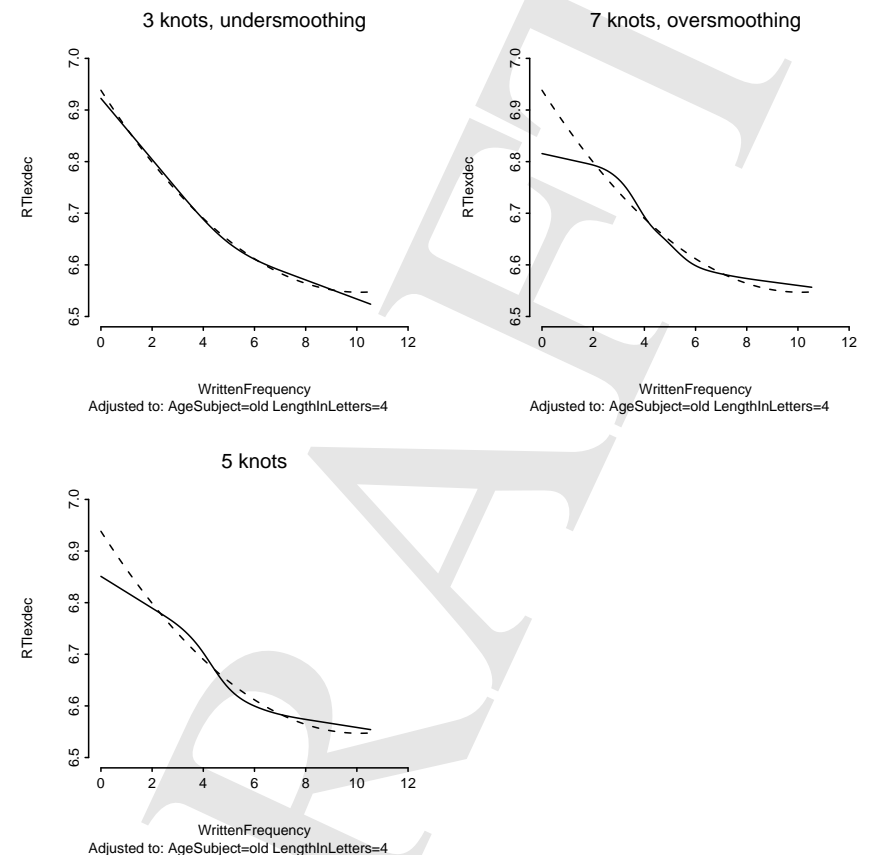 3 knots, undersmoothing
7.0
6.9
6.8
6.7
6.6
6.5
RTlexdec
0 2 4 6 8 10 12
WrittenFrequency
Adjusted to: AgeSubject=old LengthInLetters=4
7 knots, oversmoothing
7.0
6.9
6.8
6.7
6.6
6.5
RTlexdec
0 2 4 6 8 10 12
WrittenFrequency
Adjusted to: AgeSubject=old LengthInLetters=4
5 knots
7.0
6.9
6.8
6.7
6.6
6.5
RTlexdec
0 2 4 6 8 10 12
WrittenFrequency
Adjusted to: AgeSubject=old LengthInLetters=4
RAFT